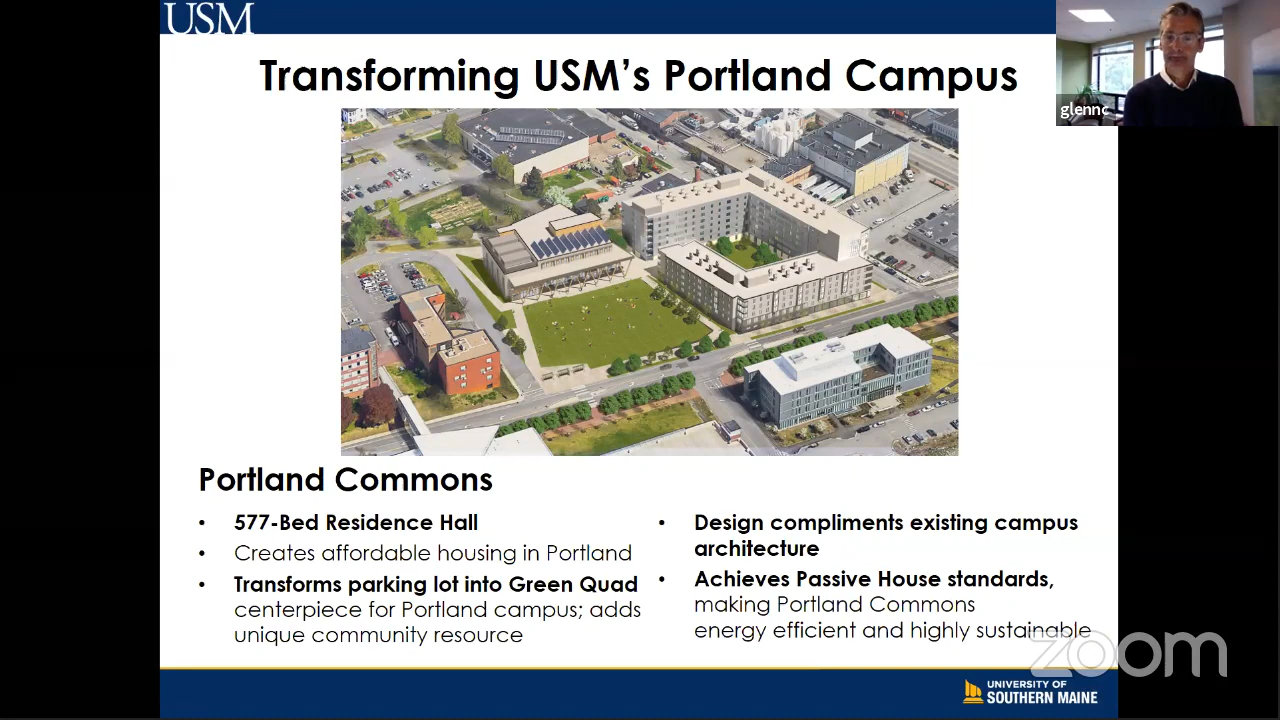 USM
Transforming USM's Portland Campus
glennc
Portland Commons
• 577-Bed Residence Hall
• Creates affordable housing in Portland
• Transforms parking lot into Green Quad
centerpiece for Portland campus; adds
unique community resource
• Design compliments existing campus
architecture
• Achieves Passive House standards,
making Portland Commons
energy efficient and highly sustainable
zoom
UNIVERSITY OF
SOUTHERN MAINE